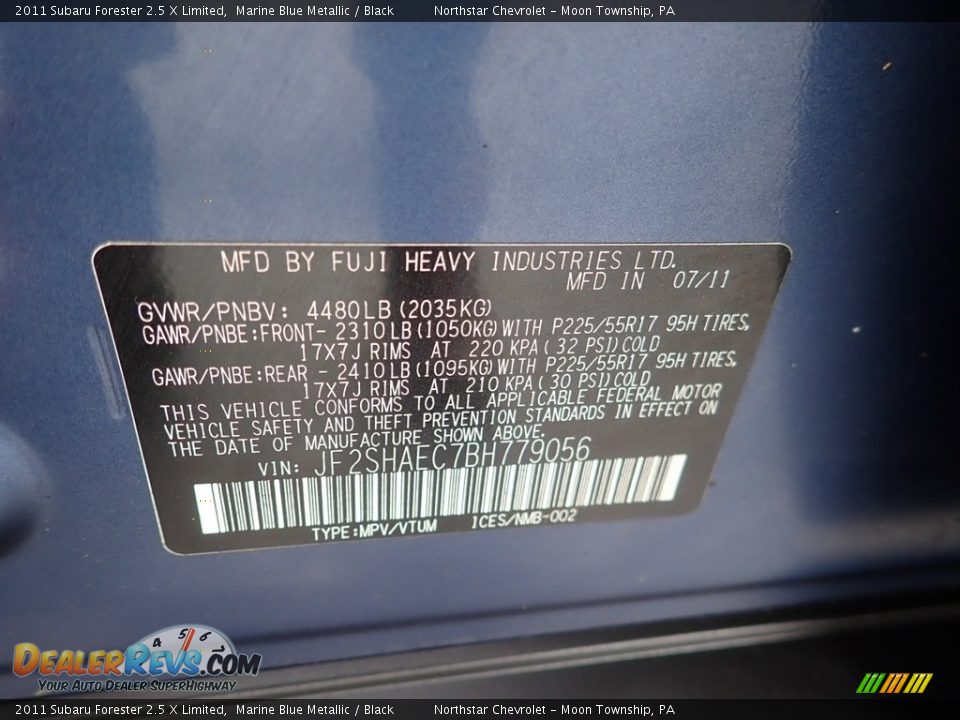 2011 Subaru Forester 2.5 X Limited, Marine Blue Metallic / Black Northstar Chevrolet - Moon Township, PA
MFD BY FUJI HEAVY INDUSTRIES LTD.
MFD IN 07/11
GVWR/PNBV: 4480LB (2035KG)
GAWR/PNBE:FRONT- 2310LB(1050KG)WITH P225/55R17 95H TIRES,
17X7J RIMS AT 220 KPA( 32 PSI)COLD
GAWR/PNBE:REAR - 2410LB(1095KG)WITH P225/55R17 95H TIRES,
17X7J RIMS AT 210 KPA( 30 PSI)COLD
THIS VEHICLE CONFORMS TO ALL APPLICABLE FEDERAL MOTOR
VEHICLE SAFETY AND THEFT PREVENTION STANDARDS IN EFFECT ON
THE DATE OF MANUFACTURE SHOWN ABOVE.
VIN: JF2SHAEC7BH779056
TYPE:MPV/VTUM ICES/NMB-002
4 5 6 7
DealerRevs.com
Your Auto Dealer SuperHighway
2011 Subaru Forester 2.5 X Limited, Marine Blue Metallic / Black Northstar Chevrolet - Moon Township, PA